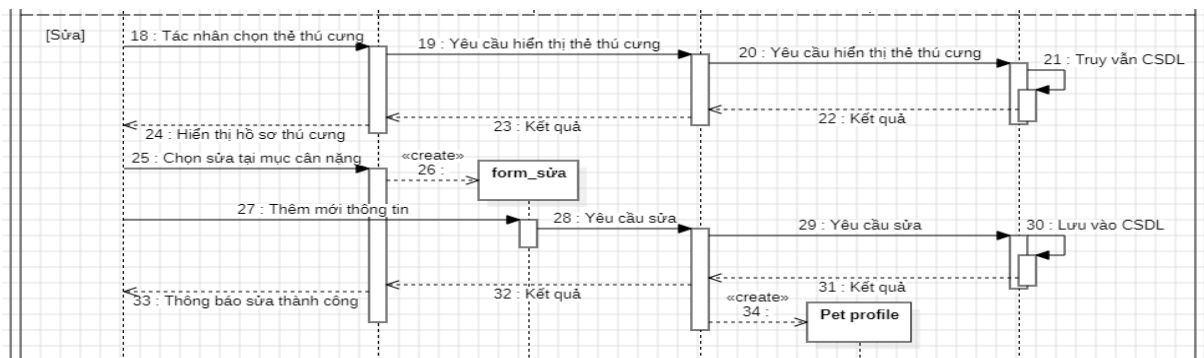 [Sửa]
18 : Tác nhân chọn thẻ thú cưng
19 : Yêu cầu hiển thị thẻ thú cưng
20 : Yêu cầu hiển thị thẻ thú cưng
21 : Truy vẫn CSDL
22 : Kết quả
23 : Kết quả
24 : Hiển thị hồ sơ thú cưng
25 : Chọn sửa tại mục cân nặng
«create»
26 :
form_sửa
27 : Thêm mới thông tin
28 : Yêu cầu sửa
29 : Yêu cầu sửa
30 : Lưu vào CSDL
31 : Kết quả
32 : Kết quả
33 : Thông báo sửa thành công
«create»
34 :
Pet profile